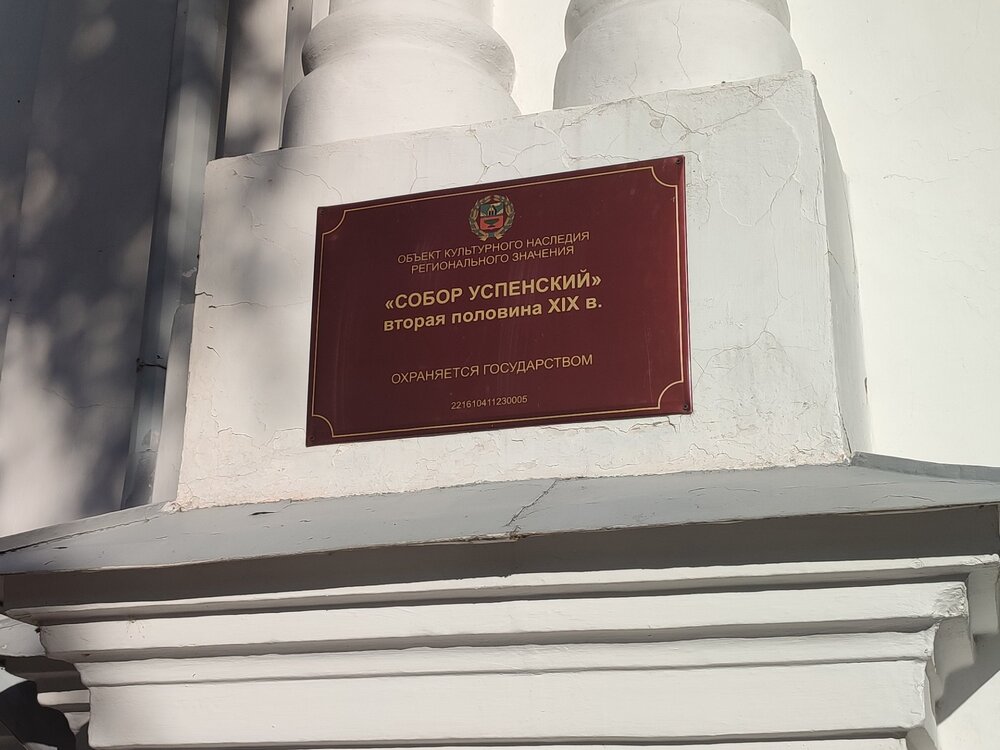 ОБЪЕКТ КУЛЬТУРНОГО НАСЛЕДИЯ
РЕГИОНАЛЬНОГО ЗНАЧЕНИЯ
«СОБОР УСПЕНСКИЙ»
вторая половина XIX в.
ОХРАНЯЕТСЯ ГОСУДАРСТВОМ
221610411230005